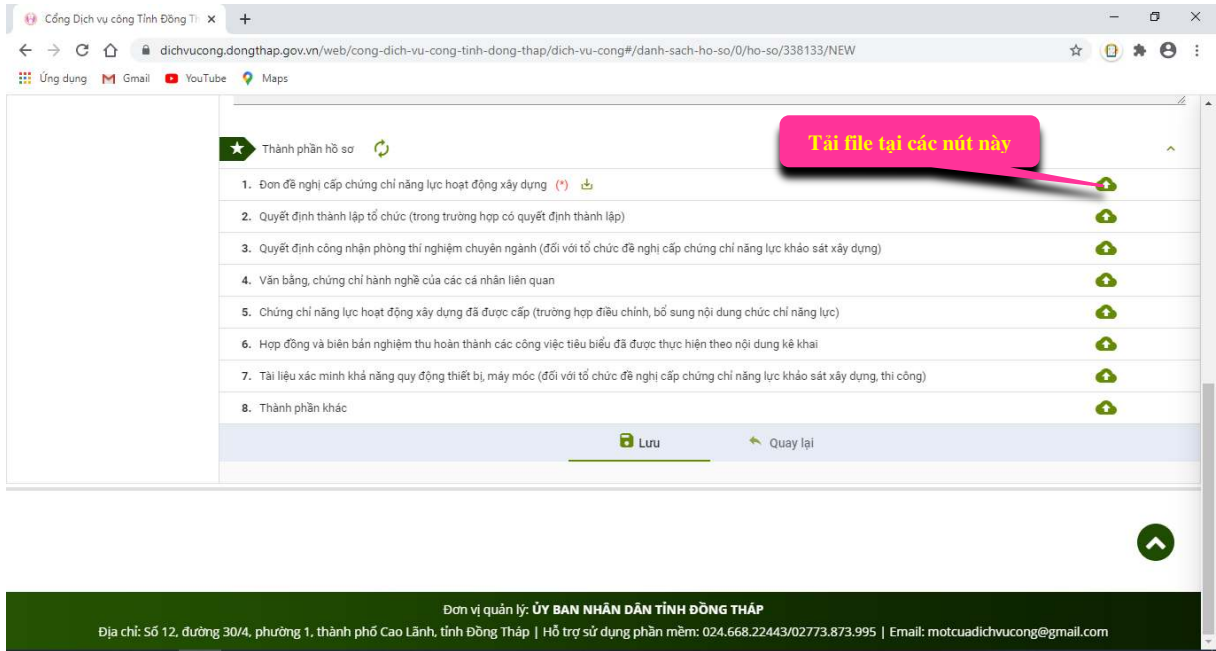 Cổng Dịch vụ công Tỉnh Đồng Th
dichvucong.dongthap.gov.vn/web/cong-dich-vu-cong-tinh-dong-thap/dich-vu-cong#/danh-sach-ho-so/0/ho-so/338133/NEW
Ứng dụng Gmail YouTube Maps
Tải file tại các nút này
Thành phần hồ sơ
1. Đơn đề nghị cấp chứng chỉ năng lực hoạt động xây dựng (*)
2. Quyết định thành lập tổ chức (trong trường hợp có quyết định thành lập)
3. Quyết định công nhận phòng thí nghiệm chuyên ngành (đối với tổ chức đề nghị cấp chứng chỉ năng lực khảo sát xây dựng)
4. Văn bằng, chứng chỉ hành nghề của các cá nhân liên quan
5. Chứng chỉ năng lực hoạt động xây dựng đã được cấp (trường hợp điều chỉnh, bổ sung nội dung chức chỉ năng lực)
6. Hợp đồng và biên bản nghiệm thu hoàn thành các công việc tiêu biểu đã được thực hiện theo nội dung kê khai
7. Tài liệu xác minh khả năng quy động thiết bị, máy móc (đối với tổ chức đề nghị cấp chứng chỉ năng lực khảo sát xây dựng, thi công)
8. Thành phần khác
Lưu Quay lại
Đơn vị quản lý: ỦY BAN NHÂN DÂN TỈNH ĐỒNG THÁP
Địa chỉ: Số 12, đường 30/4, phường 1, thành phố Cao Lãnh, tỉnh Đồng Tháp | Hỗ trợ sử dụng phần mềm: 024.668.22443/02773.873.995 | Email: motcuadichvucong@gmail.com